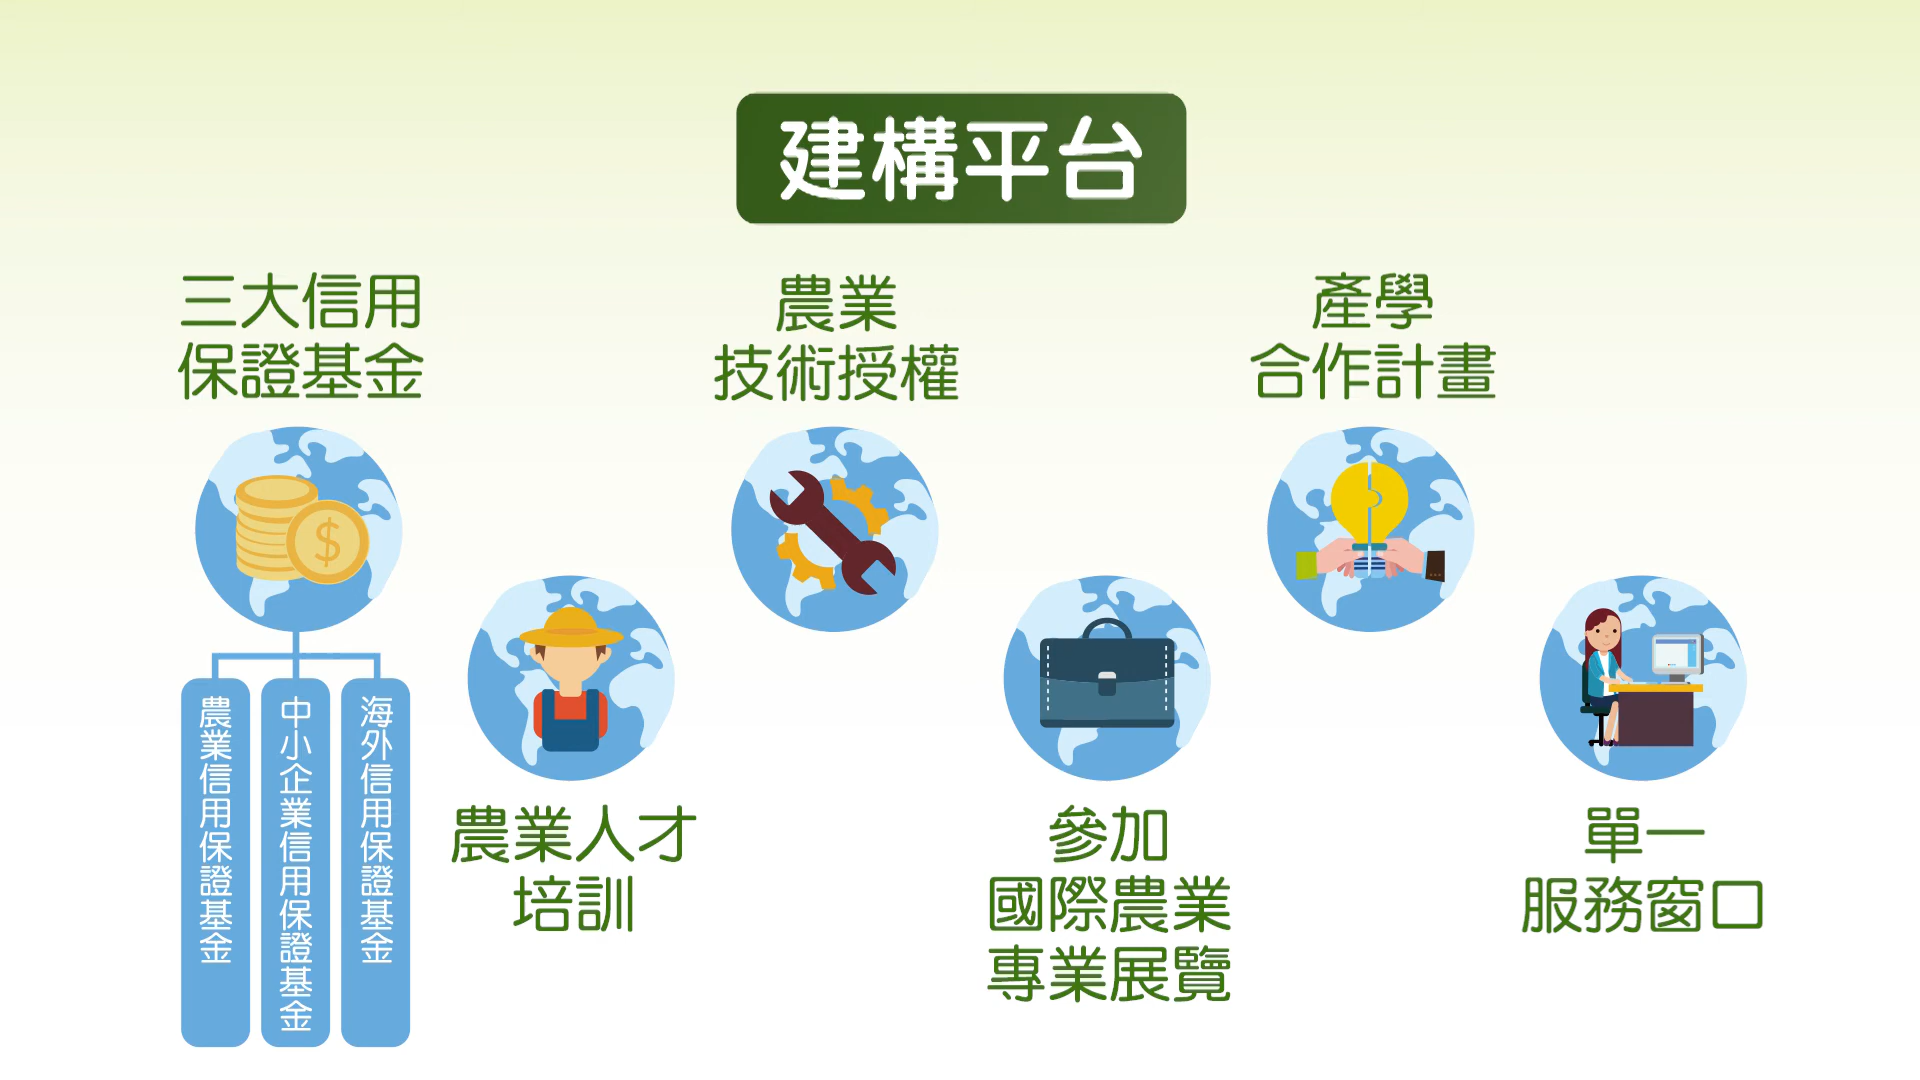 建構平台
三大信用
保證基金
農業信用保證基金
中小企業信用保證基金
海外信用保證基金
農業人才
培訓
農業
技術授權
參加
國際農業
專業展覽
產學
合作計畫
單一
服務窗口